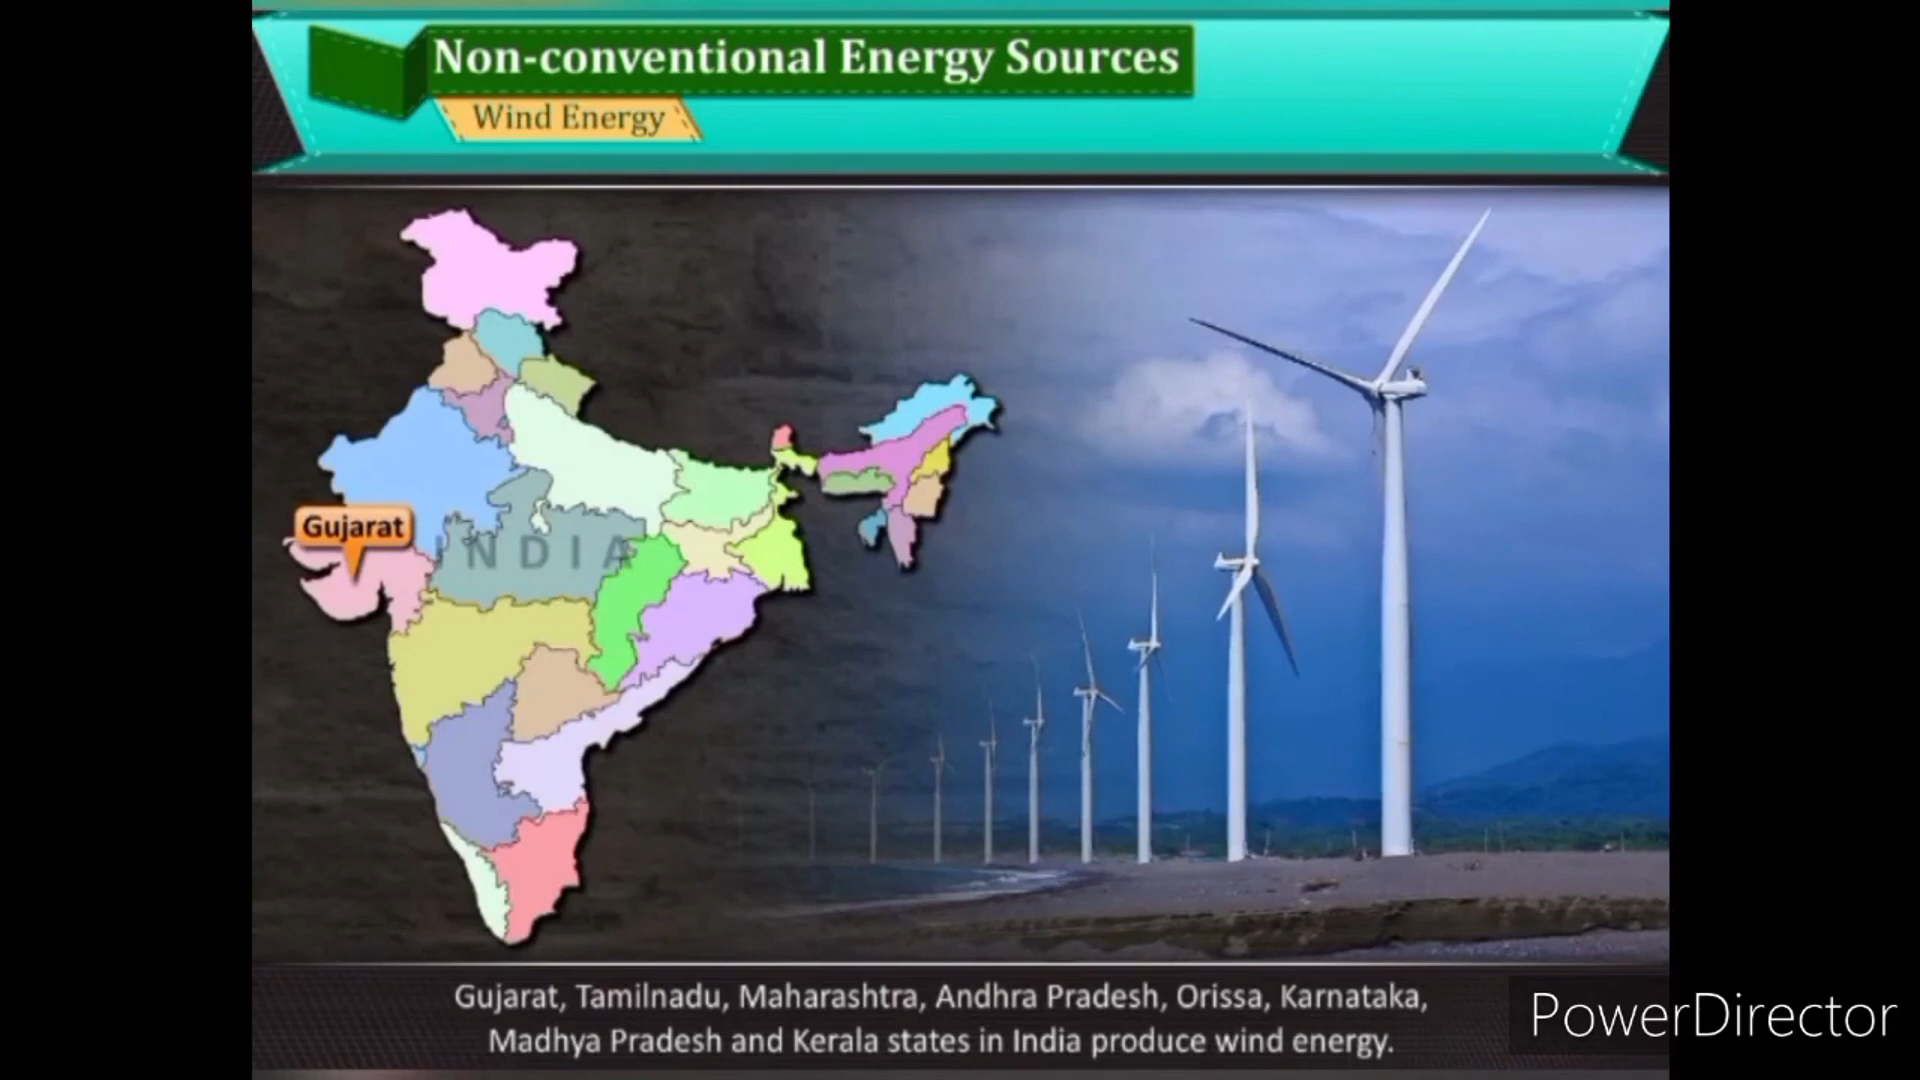 Non-conventional Energy Sources
Wind Energy
Gujarat
INDIA
Gujarat, Tamilnadu, Maharashtra, Andhra Pradesh, Orissa, Karnataka,
Madhya Pradesh and Kerala states in India produce wind energy.
PowerDirector